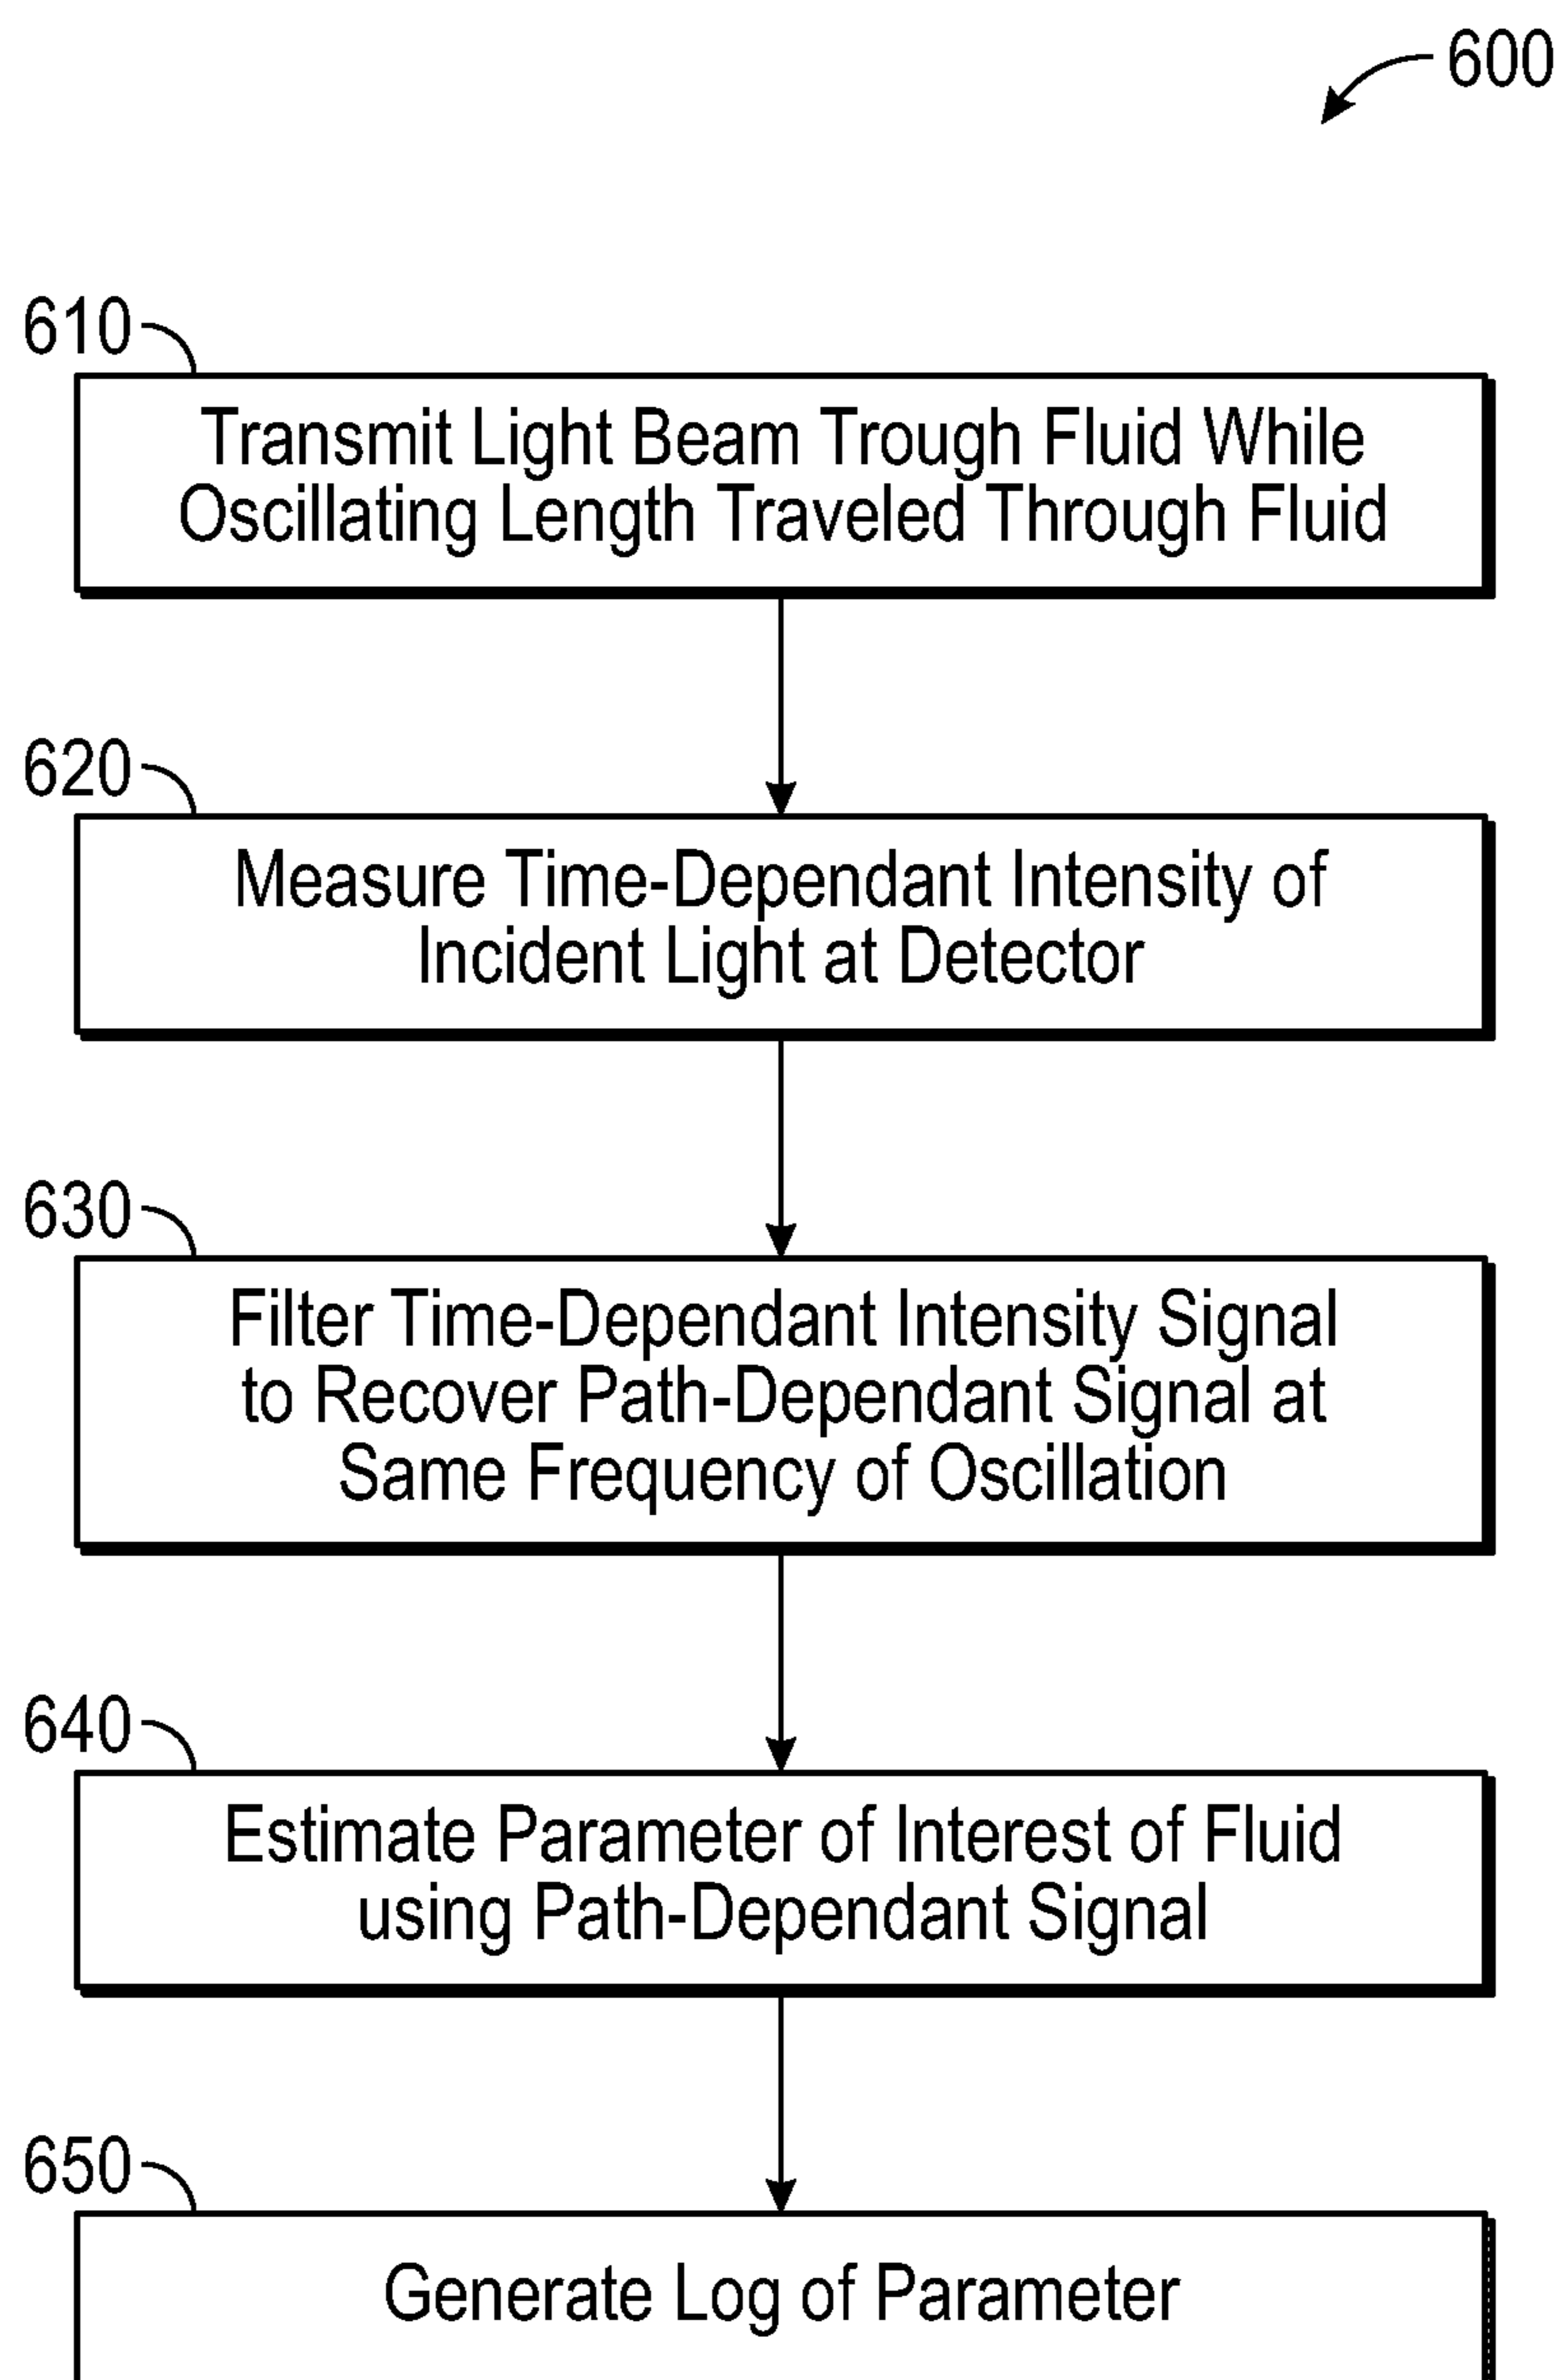 600
610
Transmit Light Beam Trough Fluid While
Oscillating Length Traveled Through Fluid
620
Measure Time-Dependant Intensity of
Incident Light at Detector
630
Filter Time-Dependant Intensity Signal
to Recover Path-Dependant Signal at
Same Frequency of Oscillation
640
Estimate Parameter of Interest of Fluid
using Path-Dependant Signal
650
Generate Log of Parameter